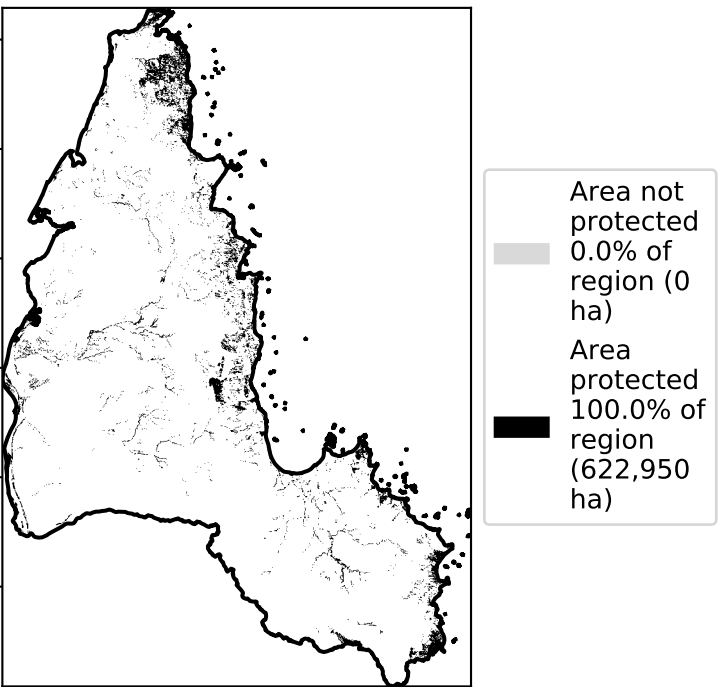 Area not
protected
0.0% of
region (0
ha)
Area
protected
100.0% of
region
(622,950
ha)